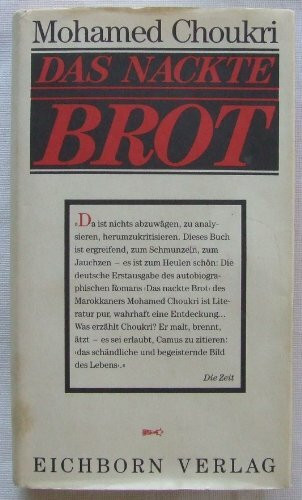 Mohamed Choukri
DAS NACKTE
BROT
»Da ist nichts abzuwägen, zu analy-
sieren, herumzukritisieren. Dieses Buch
ist ergreifend, zum Schmunzeln, zum
Jauchzen – es ist zum Heulen schön: Die
deutsche Erstausgabe des autobiogra-
phischen Romans ›Das nackte Brot‹ des
Marokkaners Mohamed Choukri ist Lite-
ratur pur, wahrhaft eine Entdeckung...
Was erzählt Choukri? Er malt, brennt,
ätzt – es sei erlaubt, Camus zu zitieren:
›das schändliche und begeisternde Bild
des Lebens‹.«
Die Zeit
EICHBORN VERLAG